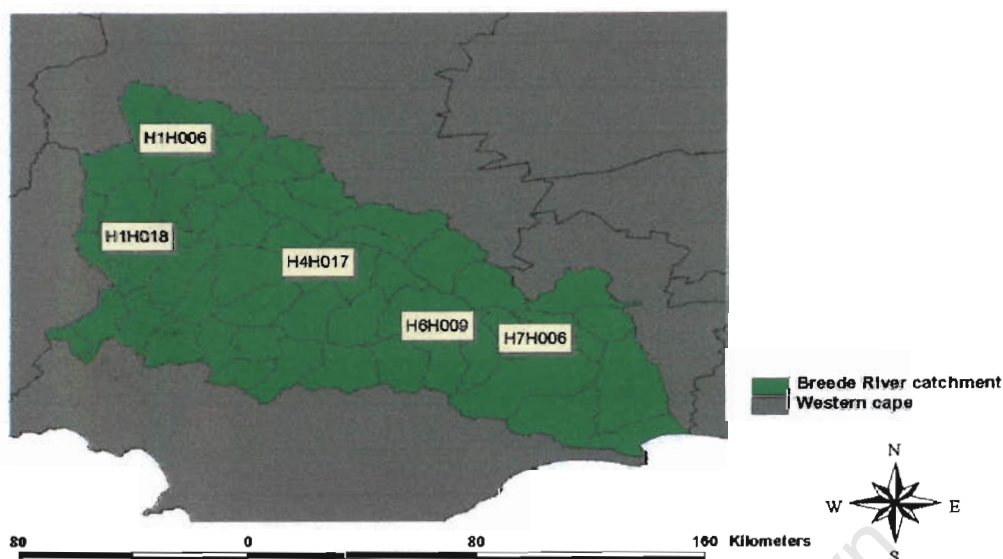 H1H006
H1H018
H4H017
H6H009
H7H006
Breede River catchment
Western cape
N
W E
S
80 0 80 160 Kilometers